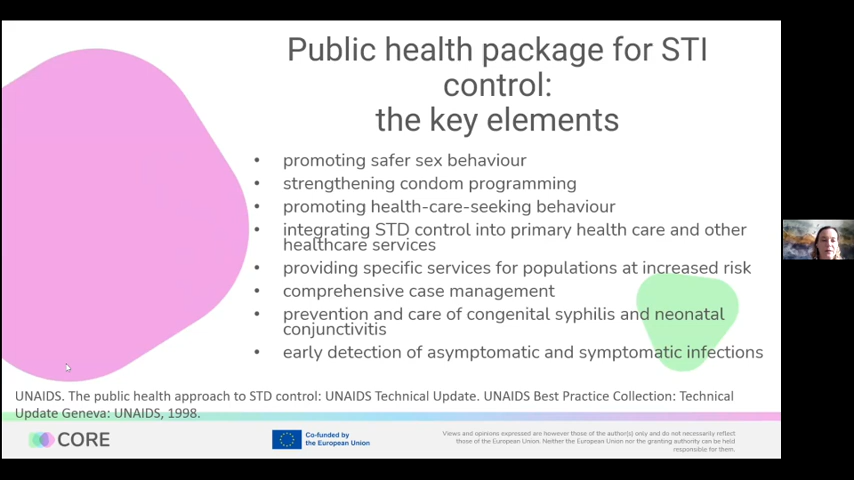 Public health package for STI
control:
the key elements
• promoting safer sex behaviour
• strengthening condom programming
• promoting health-care-seeking behaviour
• integrating STD control into primary health care and other
healthcare services
• providing specific services for populations at increased risk
• comprehensive case management
• prevention and care of congenital syphilis and neonatal
conjunctivitis
• early detection of asymptomatic and symptomatic infections
UNAIDS. The public health approach to STD control: UNAIDS Technical Update. UNAIDS Best Practice Collection: Technical
Update Geneva: UNAIDS, 1998.
CORE
Co-funded by
the European Union
Views and opinions expressed are however those of the author(s) only and do not necessarily reflect
those of the European Union. Neither the European Union nor the granting authority can be held
responsible for them.